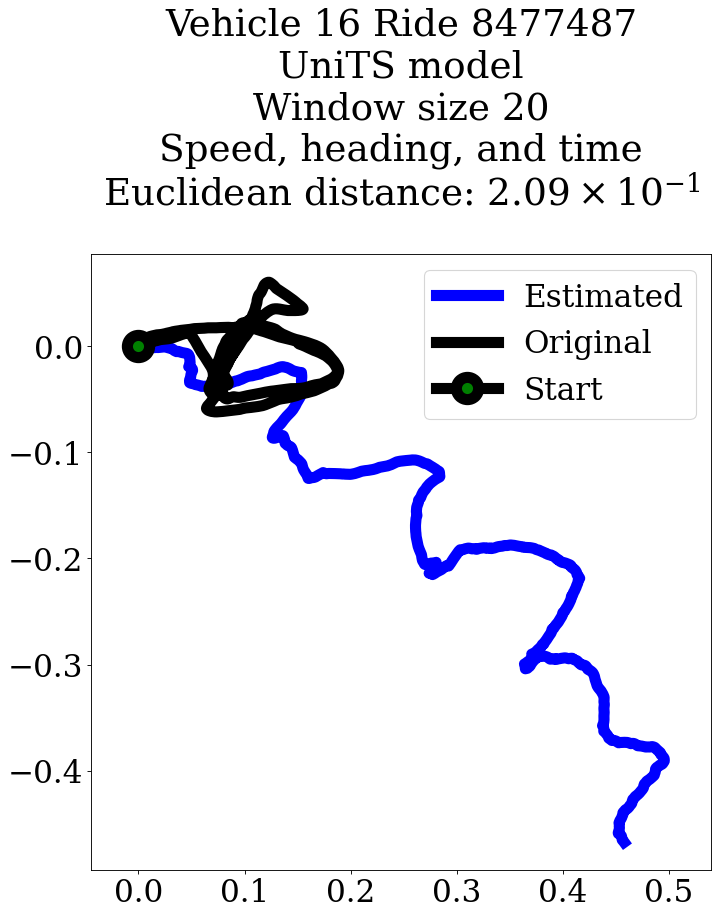 Vehicle 16 Ride 8477487
UniTS model
Window size 20
Speed, heading, and time
Euclidean distance: 2.09 × 10⁻¹
Estimated
Original
Start
0.0
−0.1
−0.2
−0.3
−0.4
0.0 0.1 0.2 0.3 0.4 0.5